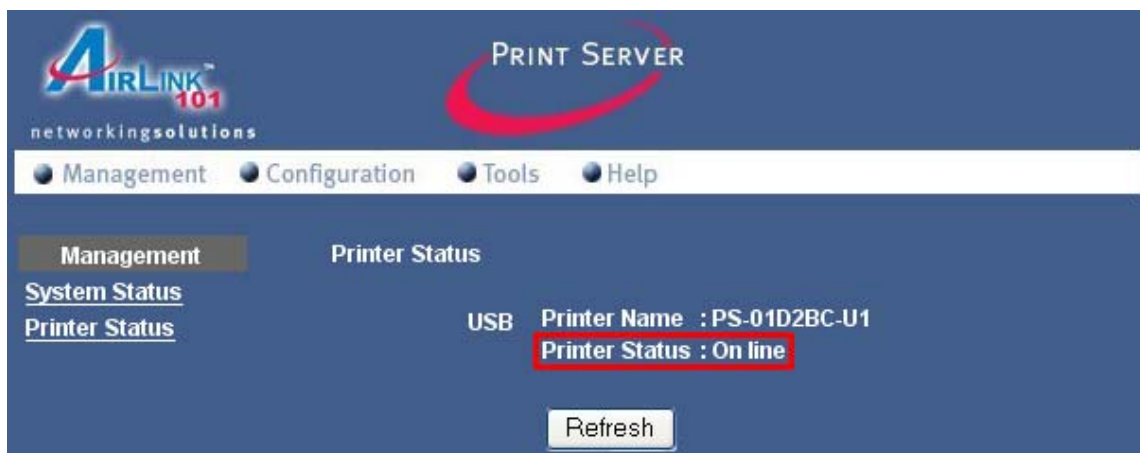 AIRLINK™
101
networkingsolutions
PRINT SERVER
Management Configuration Tools Help
Management
System Status
Printer Status
Printer Status
USB Printer Name : PS-01D2BC-U1
Printer Status : On line
Refresh